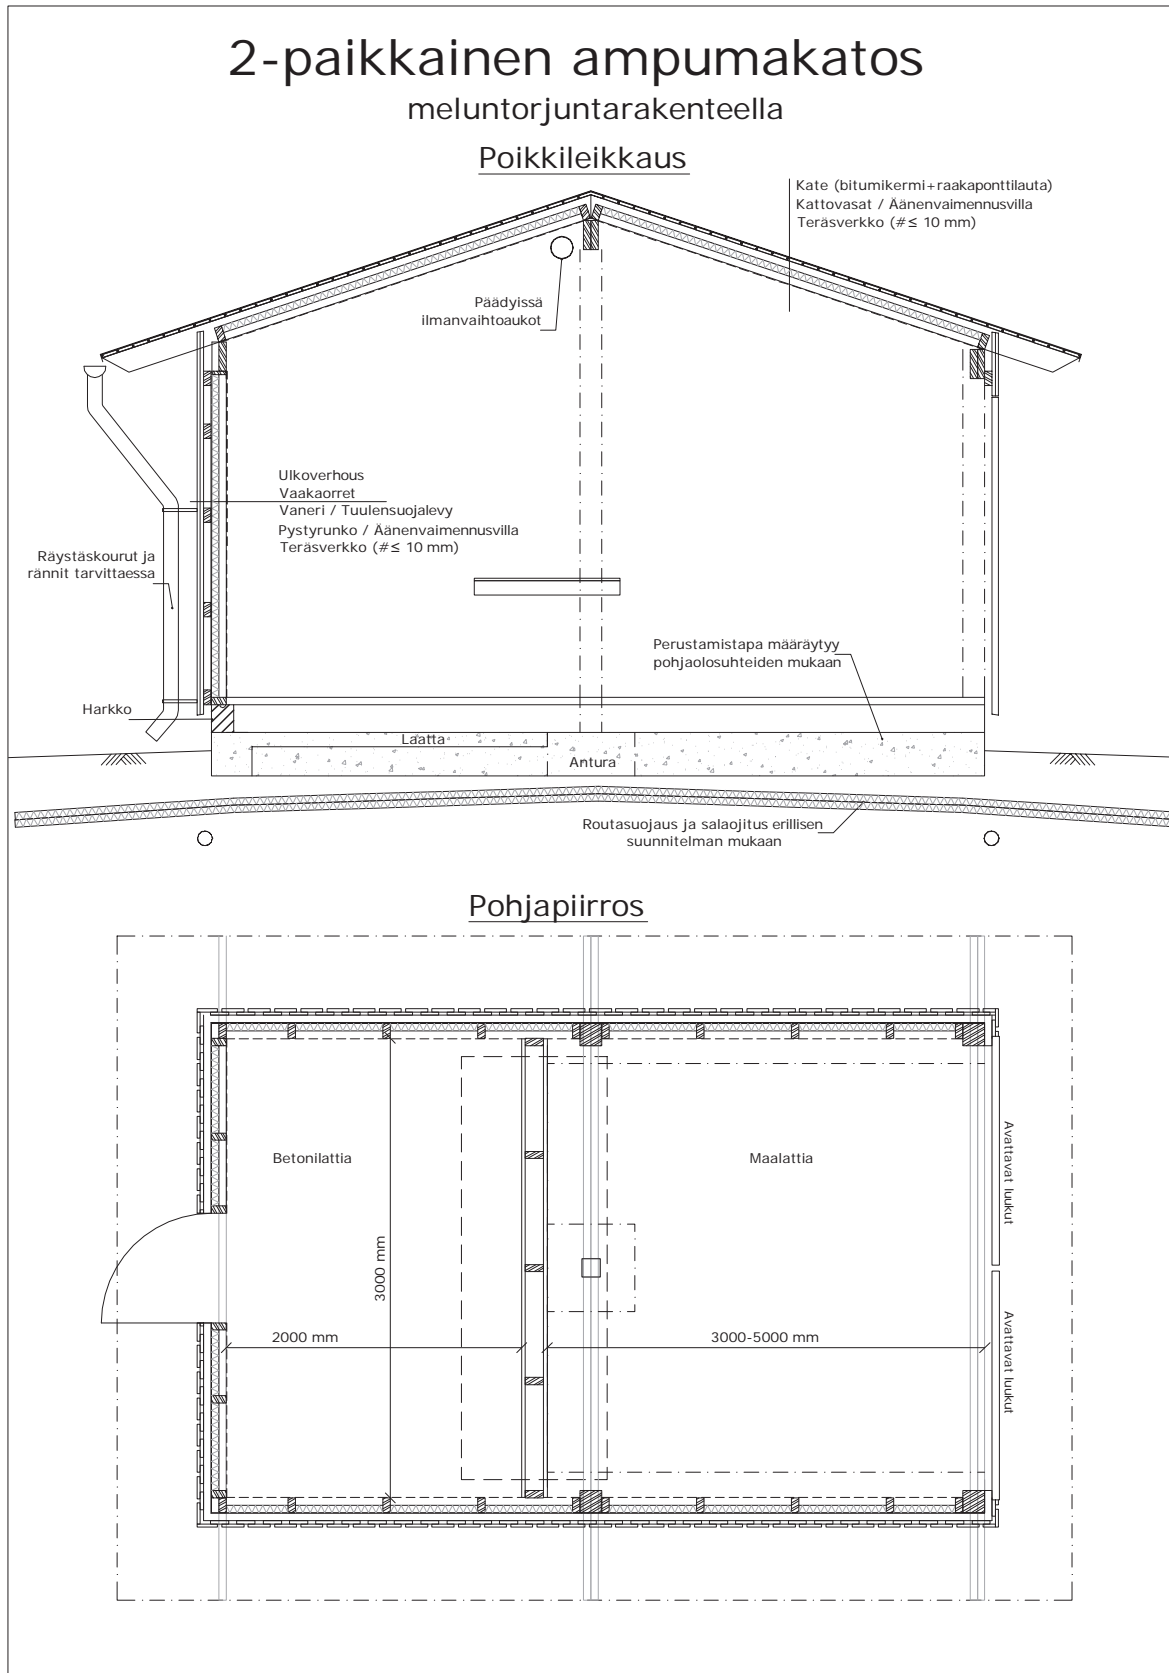 2-paikkainen ampumakatos
meluntorjuntarakenteella
Poikkileikkaus
Kate (bitumikermi+raakaponttilauta)
Kattovasat / Äänenvaimennusvilla
Teräsverkko (#≤ 10 mm)
Päädyissä
ilmanvaihtoaukot
Ulkoverhous
Vaakaorret
Vaneri / Tuulensuojalevy
Pystyrunko / Äänenvaimennusvilla
Teräsverkko (#≤ 10 mm)
Räystäskourut ja
rännit tarvittaessa
Perustamistapa määräytyy
pohjaolosuhteiden mukaan
Harkko
Laatta
Antura
Routasuojaus ja salaojitus erillisen
suunnitelman mukaan
Pohjapiirros
Betonilattia
Maalattia
Avattavat luukut
3000 mm
2000 mm
3000-5000 mm
Avattavat luukut